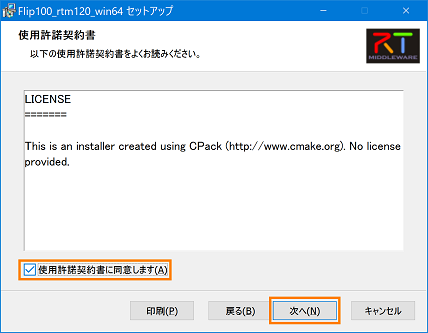 Flip100_rtm120_win64 セットアップ
使用許諾契約書
以下の使用許諾契約書をよくお読みください。
RT
MIDDLEWARE
LICENSE
=======
This is an installer created using CPack (http://www.cmake.org). No license
provided.
使用許諾契約書に同意します(A)
印刷(P) 戻る(B) 次へ(N) キャンセル